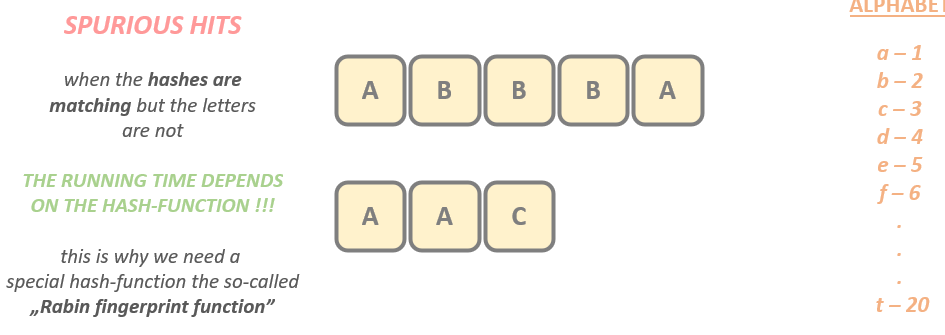 SPURIOUS HITS
when the hashes are
matching but the letters
are not
THE RUNNING TIME DEPENDS
ON THE HASH-FUNCTION !!!
this is why we need a
special hash-function the so-called
„Rabin fingerprint function”
A B B B A
A A C
ALPHABET
a – 1
b – 2
c – 3
d – 4
e – 5
f – 6
.
.
.
t – 20